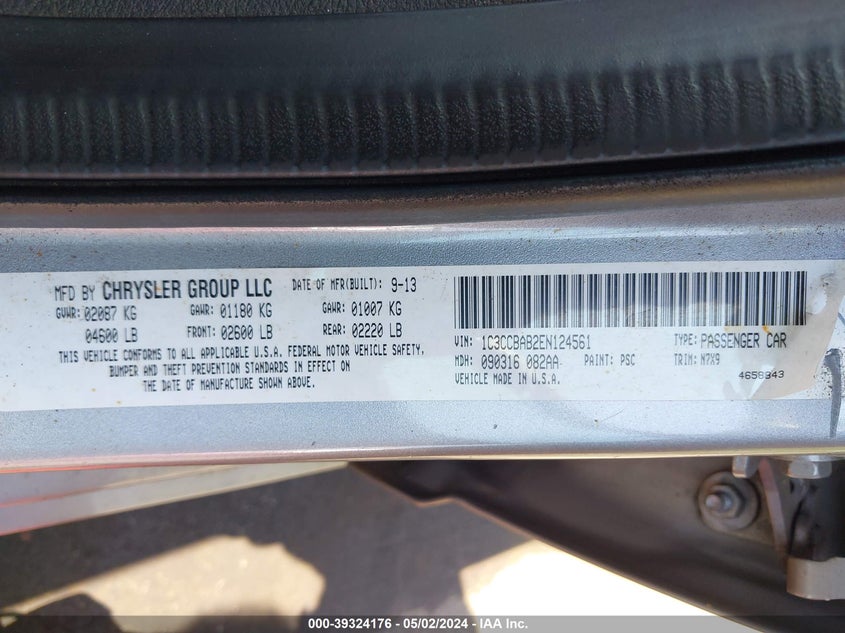 MFD BY CHRYSLER GROUP LLC DATE OF MFR(BUILT): 9-13
GVWR: 02087 KG GAWR: 01180 KG GAWR: 01007 KG
04600 LB FRONT: 02600 LB REAR: 02220 LB
THIS VEHICLE CONFORMS TO ALL APPLICABLE U.S.A. FEDERAL MOTOR VEHICLE SAFETY,
BUMPER AND THEFT PREVENTION STANDARDS IN EFFECT ON
THE DATE OF MANUFACTURE SHOWN ABOVE.
VIN: 1C3CCBAB2EN124561 TYPE: PASSENGER CAR
MDH: 090316 082AA PAINT: PSC TRIM: N7X9
VEHICLE MADE IN U.S.A. 4658943
000-39324176 - 05/02/2024 - IAA Inc.